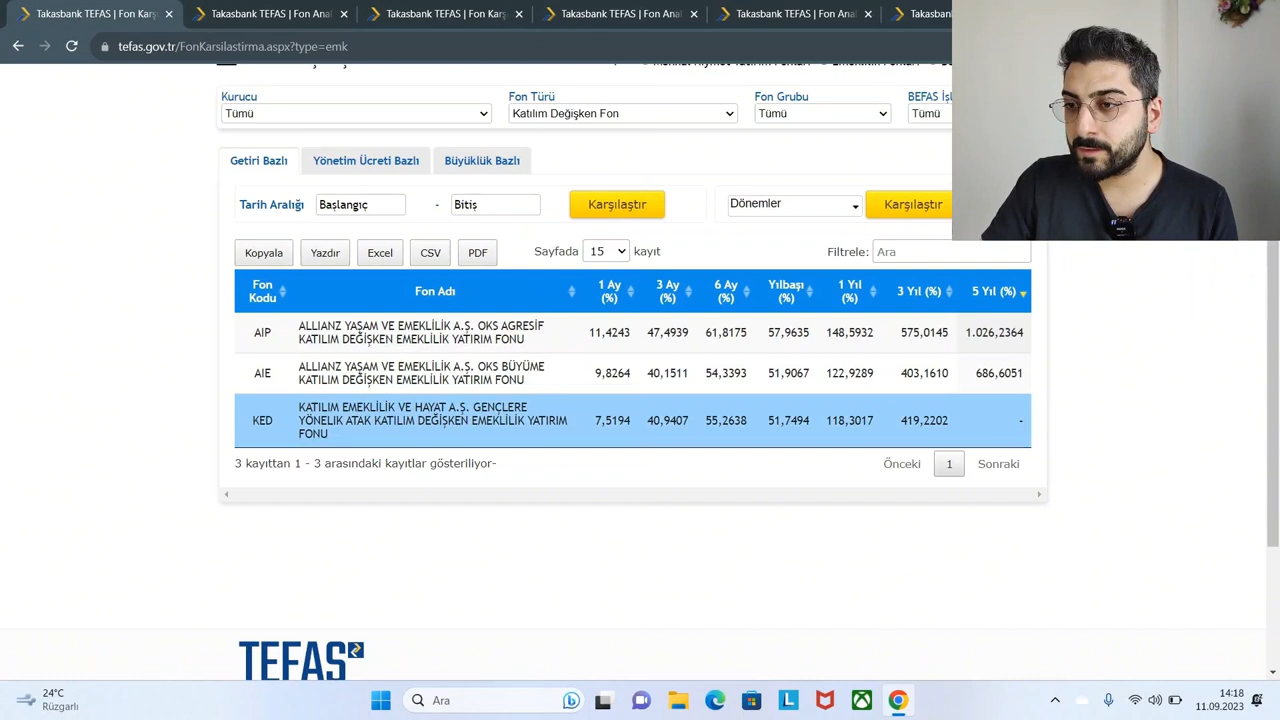 Takasbank TEFAS | Fon Karş
Takasbank TEFAS | Fon Anal
Takasbank TEFAS | Fon Karş
Takasbank TEFAS | Fon Anal
Takasbank TEFAS | Fon Anal
Takasban
tefas.gov.tr/FonKarsilastirma.aspx?type=emk
Kurucu
Fon Türü
Fon Grubu
BEFAS İşl
Tümü
Katılım Değişken Fon
Tümü
Tümü
Getiri Bazlı
Yönetim Ücreti Bazlı
Büyüklük Bazlı
Tarih Aralığı
Başlangıç
-
Bitiş
Karşılaştır
Dönemler
Karşılaştır
Kopyala
Yazdır
Excel
CSV
PDF
Sayfada 15 kayıt
Filtrele: Ara
Fon Kodu
Fon Adı
1 Ay (%)
3 Ay (%)
6 Ay (%)
Yılbaşı (%)
1 Yıl (%)
3 Yıl (%)
5 Yıl (%)
AIP
ALLIANZ YAŞAM VE EMEKLİLİK A.Ş. OKS AGRESİF
KATILIM DEĞİŞKEN EMEKLİLİK YATIRIM FONU
11,4243 47,4939 61,8175 57,9635 148,5932 575,0145 1.026,2364
AIE
ALLIANZ YAŞAM VE EMEKLİLİK A.Ş. OKS BÜYÜME
KATILIM DEĞİŞKEN EMEKLİLİK YATIRIM FONU
9,8264 40,1511 54,3393 51,9067 122,9289 403,1610 686,6051
KED
KATILIM EMEKLİLİK VE HAYAT A.Ş. GENÇLERE
YÖNELİK ATAK KATILIM DEĞİŞKEN EMEKLİLİK YATIRIM
FONU
7,5194 40,9407 55,2638 51,7494 118,3017 419,2202 -
3 kayıttan 1 - 3 arasındaki kayıtlar gösteriliyor-
Önceki
1
Sonraki
TEFAS
24°C
Rüzgarlı
Ara
14:18
11.09.2023